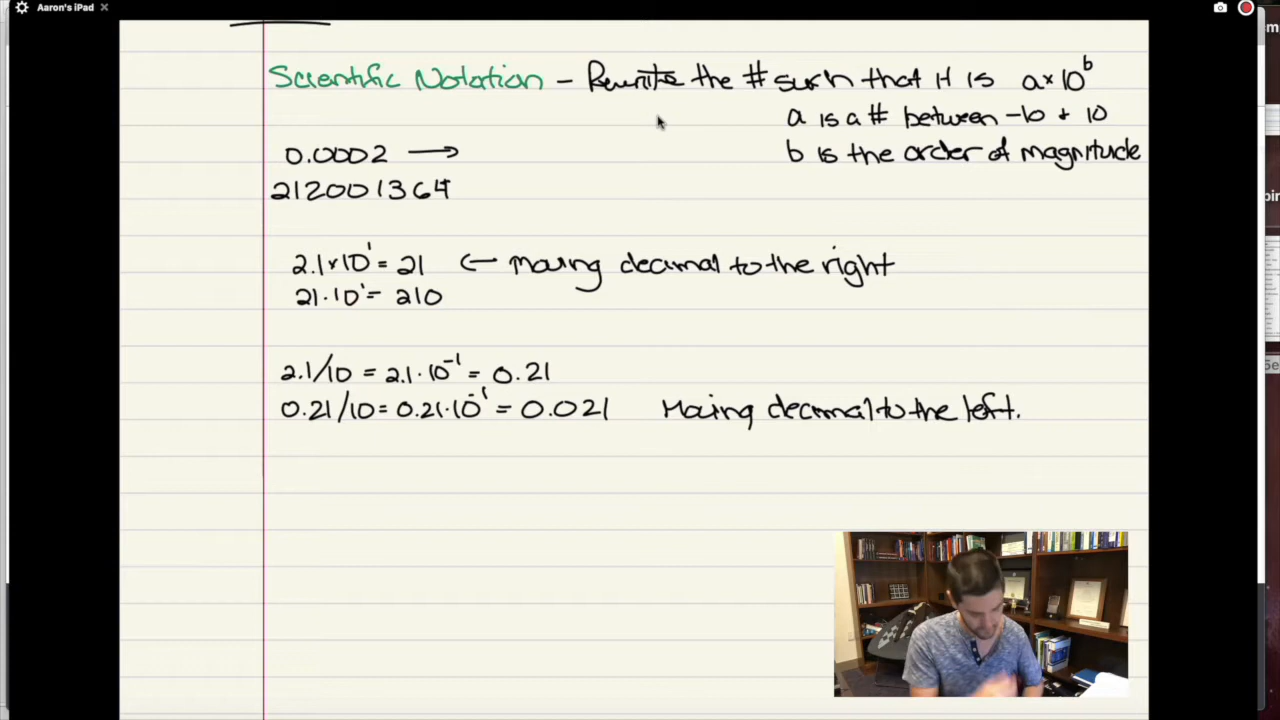 Aaron's iPad
Scientific Notation - Rewrite the # such that it is a×10^b
a is a # between -10 + 10
0.0002 →
b is the order of magnitude
212001364
2.1×10^1 = 21 ← moving decimal to the right
21·10^1 = 210
2.1/10 = 2.1·10^-1 = 0.21
0.21/10 = 0.21·10^-1 = 0.021 Moving decimal to the left.